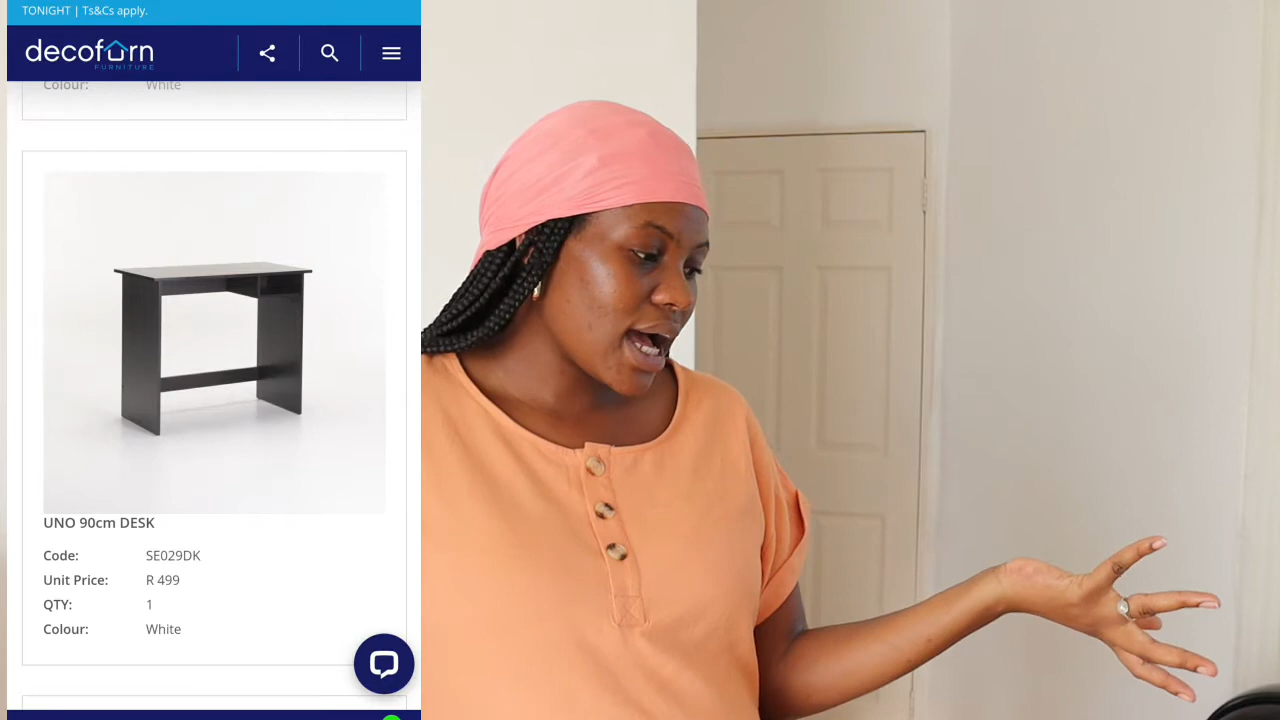 TONIGHT | Ts&Cs apply.
decofurn
FURNITURE
Colour: White
UNO 90cm DESK
Code: SE029DK
Unit Price: R 499
QTY: 1
Colour: White